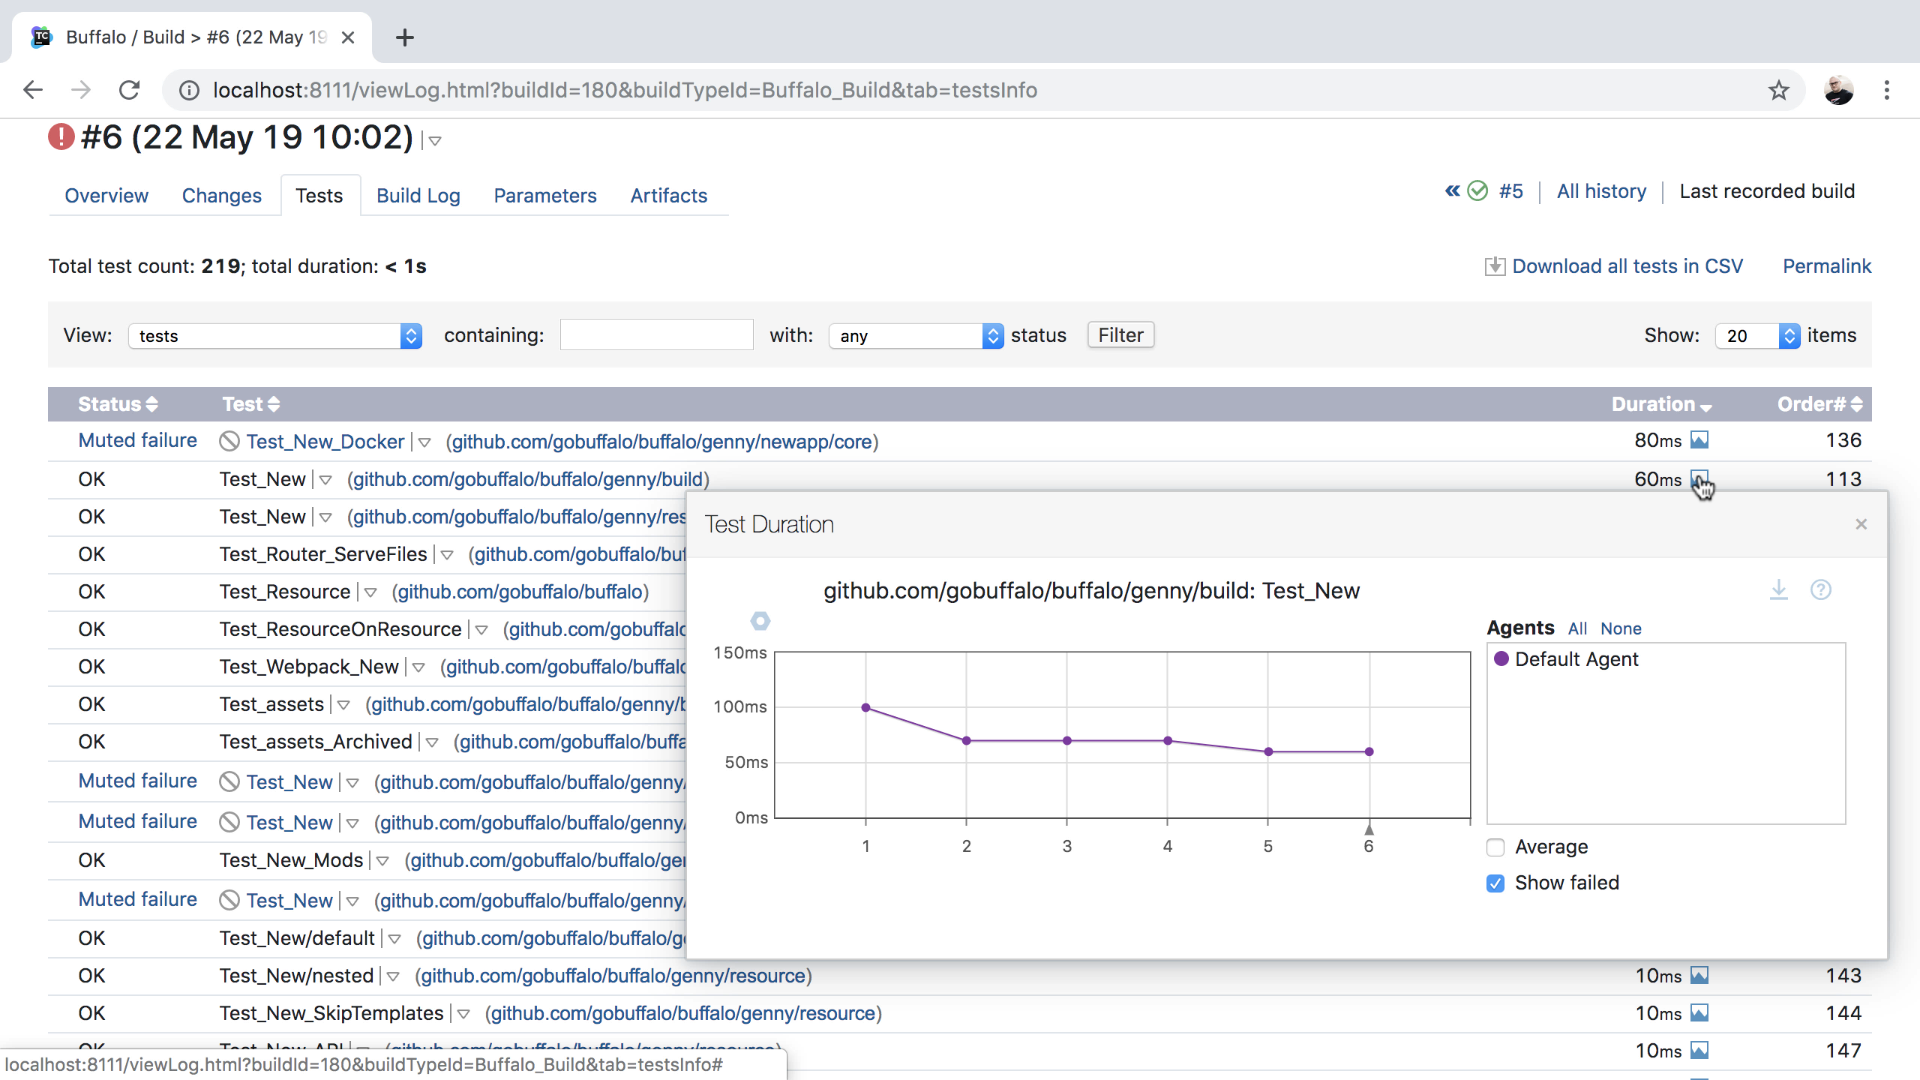 Buffalo / Build > #6 (22 May 19
localhost:8111/viewLog.html?buildId=180&buildTypeId=Buffalo_Build&tab=testsInfo
#6 (22 May 19 10:02)
Overview Changes Tests Build Log Parameters Artifacts
« #5 | All history | Last recorded build
Total test count: 219; total duration: < 1s
Download all tests in CSV Permalink
View: tests containing: with: any status Filter Show: 20 items
Status Test Duration Order#
Muted failure Test_New_Docker (github.com/gobuffalo/buffalo/genny/newapp/core) 80ms 136
OK Test_New (github.com/gobuffalo/buffalo/genny/build) 60ms 113
OK Test_New (github.com/gobuffalo/buffalo/genny/res
OK Test_Router_ServeFiles (github.com/gobuffalo/buf
OK Test_Resource (github.com/gobuffalo/buffalo)
OK Test_ResourceOnResource (github.com/gobuffalo
OK Test_Webpack_New (github.com/gobuffalo/buffalo
OK Test_assets (github.com/gobuffalo/buffalo/genny/b
OK Test_assets_Archived (github.com/gobuffalo/buffa
Muted failure Test_New (github.com/gobuffalo/buffalo/genny/
Muted failure Test_New (github.com/gobuffalo/buffalo/genny/
OK Test_New_Mods (github.com/gobuffalo/buffalo/ge
Muted failure Test_New (github.com/gobuffalo/buffalo/genny/
OK Test_New/default (github.com/gobuffalo/buffalo/g
OK Test_New/nested (github.com/gobuffalo/buffalo/genny/resource) 10ms 143
OK Test_New_SkipTemplates (github.com/gobuffalo/buffalo/genny/resource) 10ms 144
OK Test_New_API (github.com/gobuffalo/buffalo/genny/resource) 10ms 147
Test Duration
github.com/gobuffalo/buffalo/genny/build: Test_New
150ms
100ms
50ms
0ms
1 2 3 4 5 6
Agents All None
Default Agent
Average
Show failed
localhost:8111/viewLog.html?buildId=180&buildTypeId=Buffalo_Build&tab=testsInfo#